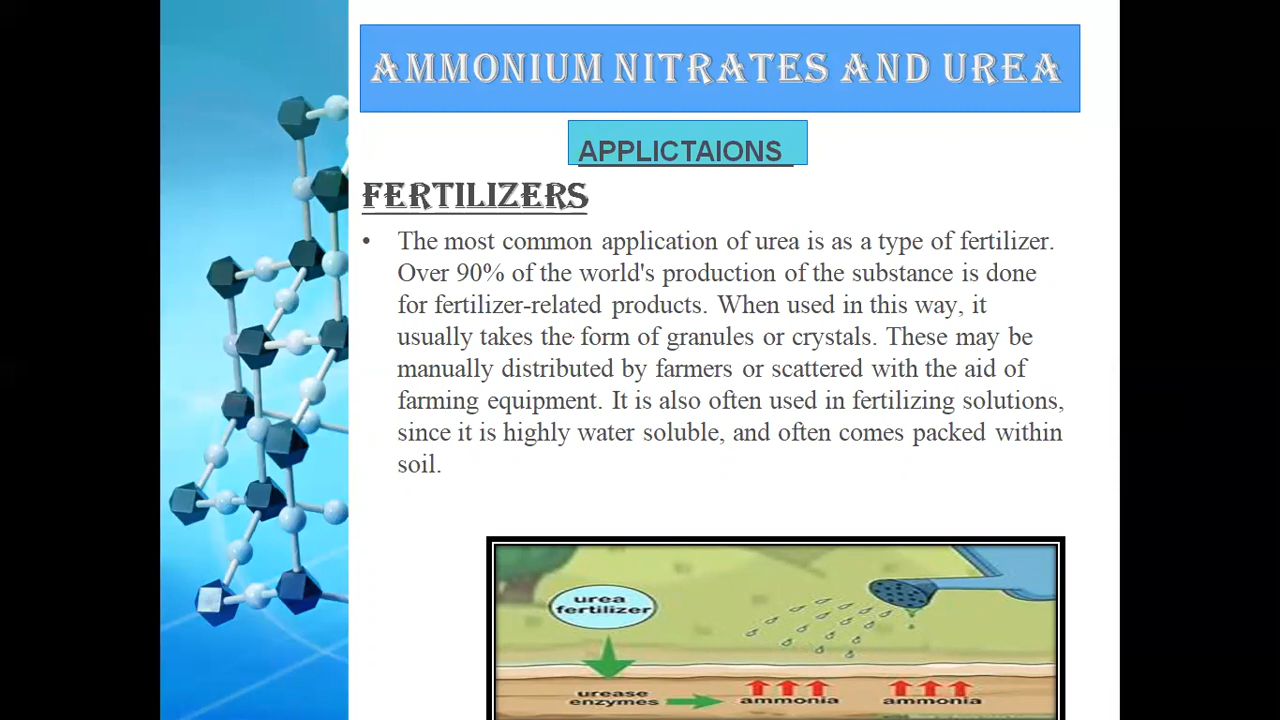 AMMONIUM NITRATES AND UREA
APPLICTAIONS
FERTILIZERS
• The most common application of urea is as a type of fertilizer.
Over 90% of the world's production of the substance is done
for fertilizer-related products. When used in this way, it
usually takes the form of granules or crystals. These may be
manually distributed by farmers or scattered with the aid of
farming equipment. It is also often used in fertilizing solutions,
since it is highly water soluble, and often comes packed within
soil.
urea
fertilizer
urease
enzymes
ammonia
ammonia